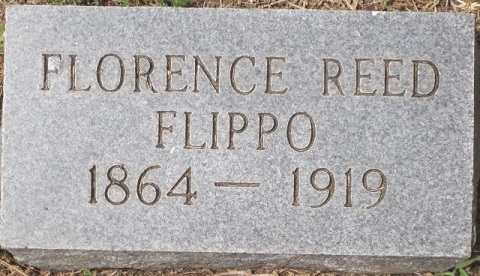 FLORENCE REED
FLIPPO
1864 — 1919